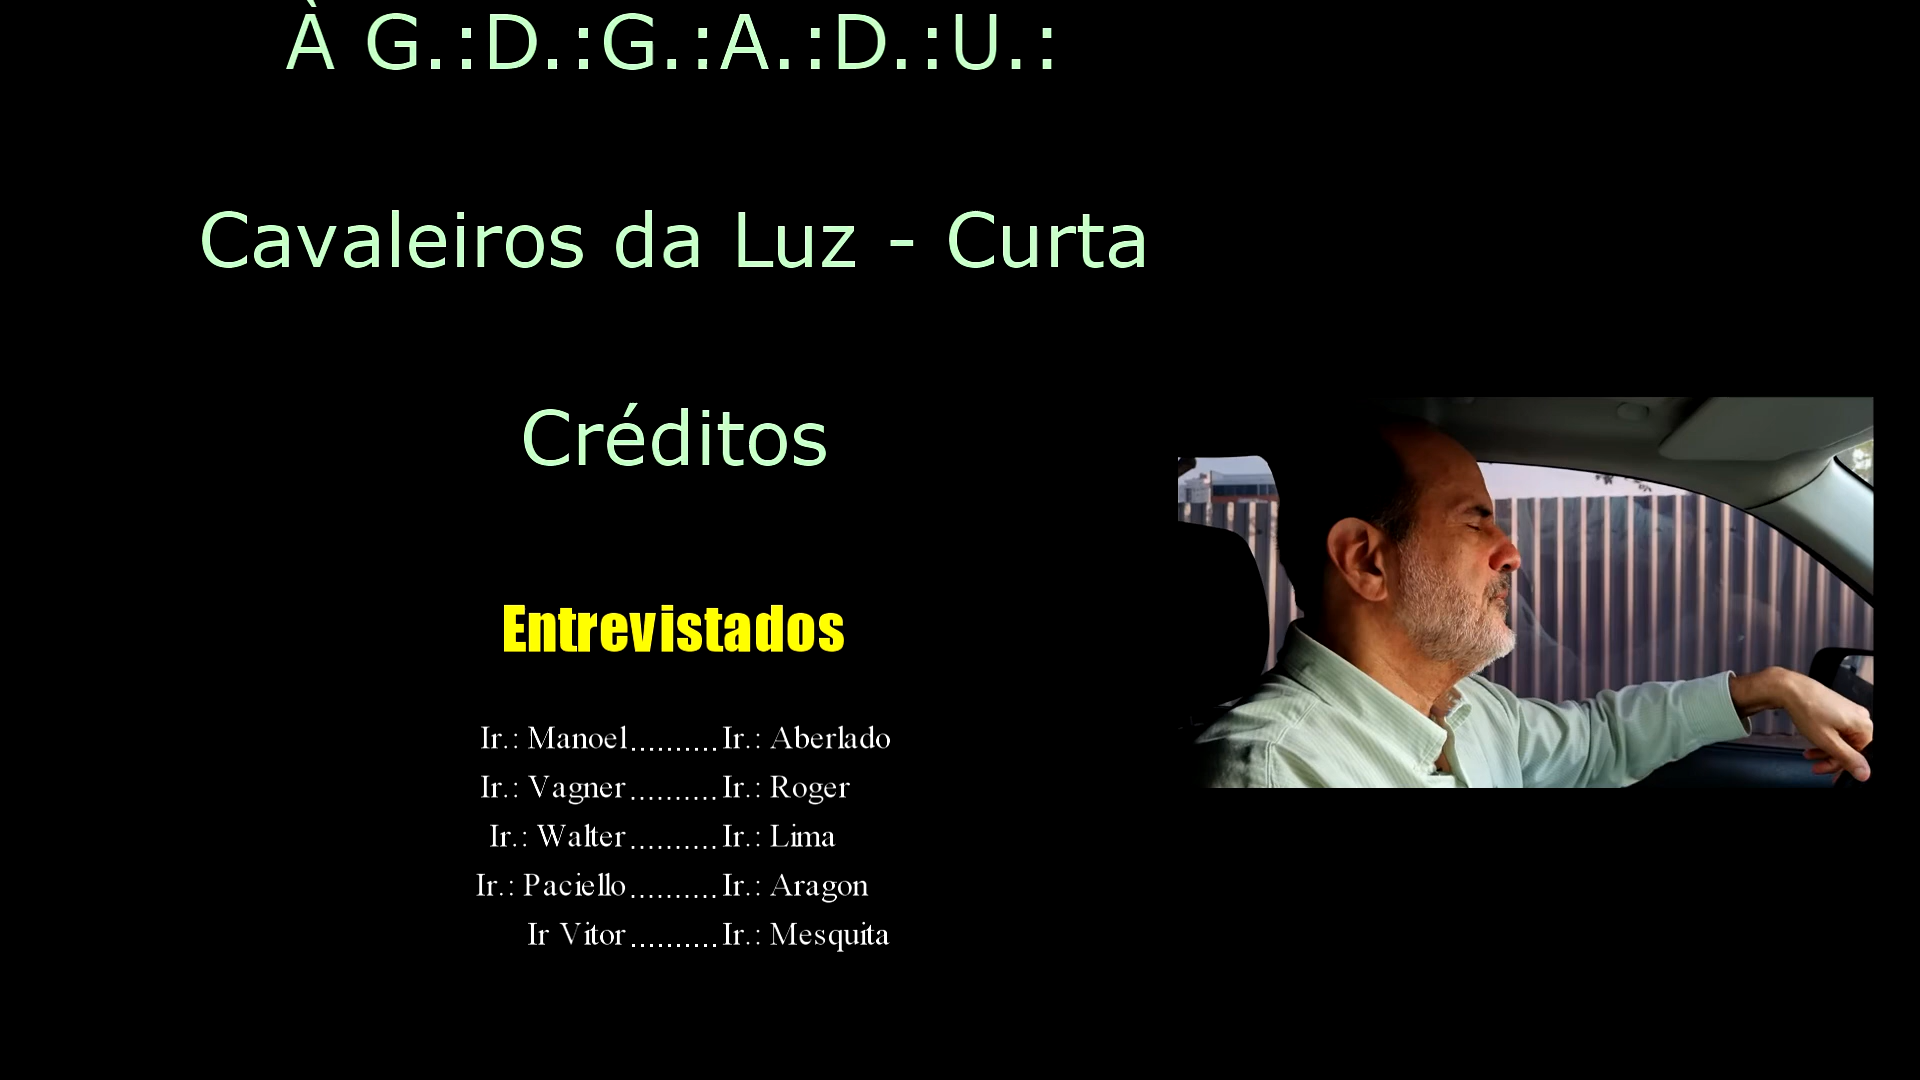 À G.:D.:G.:A.:D.:U.:
Cavaleiros da Luz - Curta
Créditos
Entrevistados
Ir.: Manoel..........Ir.: Aberlado
Ir.: Vagner..........Ir.: Roger
Ir.: Walter..........Ir.: Lima
Ir.: Paciello..........Ir.: Aragon
Ir Vitor..........Ir.: Mesquita